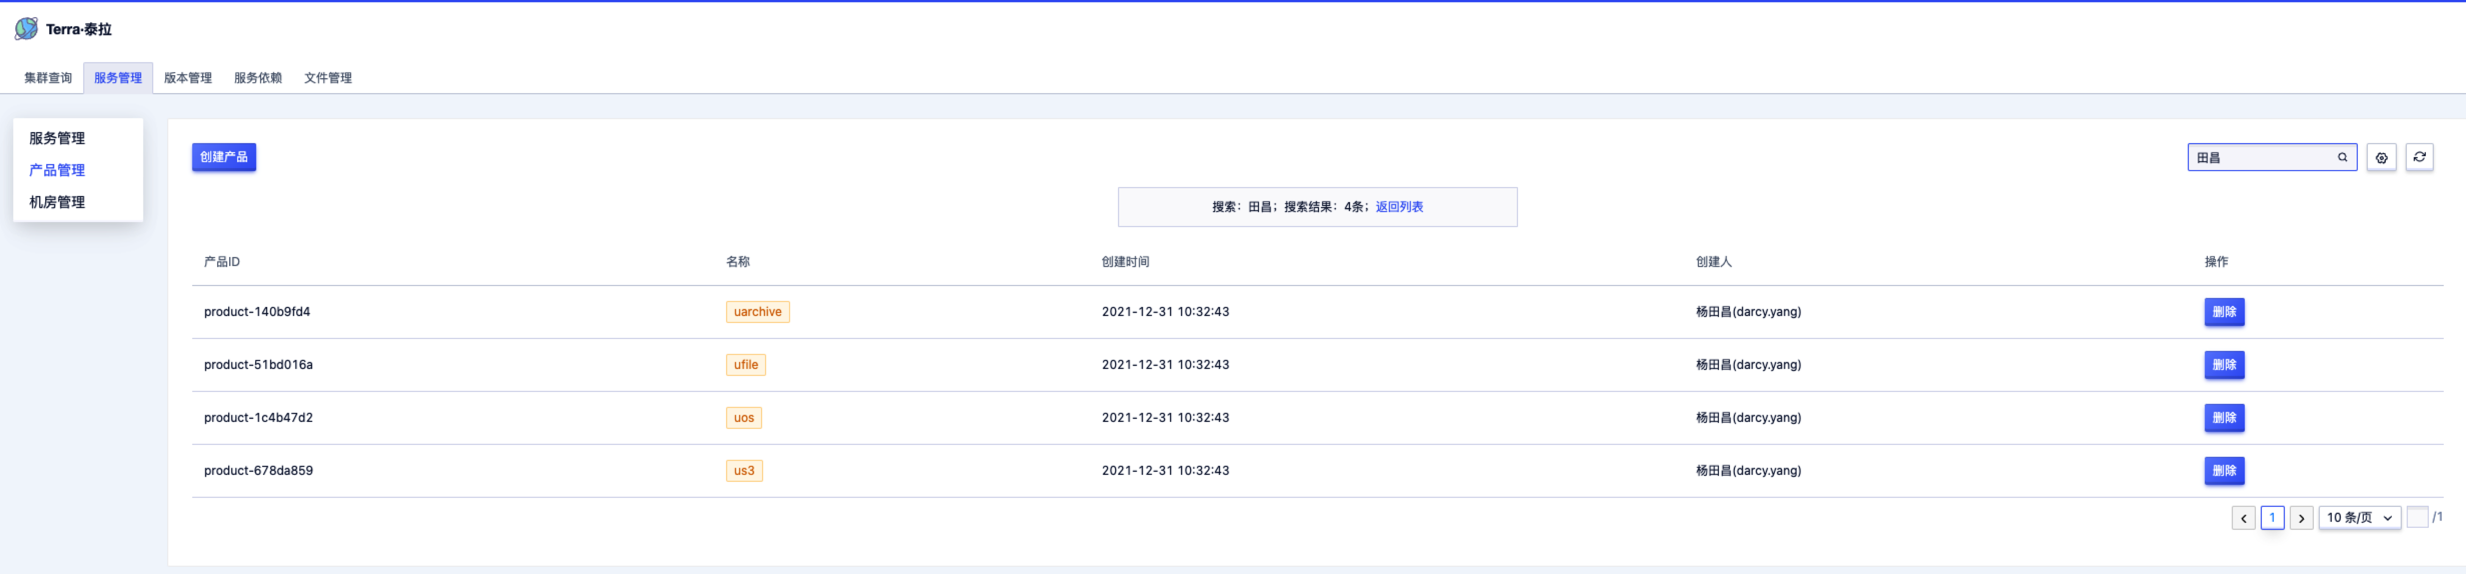 Terra·泰拉
集群查询 服务管理 版本管理 服务依赖 文件管理
服务管理
产品管理
机房管理
创建产品 田昌
搜索：田昌；搜索结果：4条；返回列表
产品ID 名称 创建时间 创建人 操作
product-140b9fd4 uarchive 2021-12-31 10:32:43 杨田昌(darcy.yang) 删除
product-51bd016a ufile 2021-12-31 10:32:43 杨田昌(darcy.yang) 删除
product-1c4b47d2 uos 2021-12-31 10:32:43 杨田昌(darcy.yang) 删除
product-678da859 us3 2021-12-31 10:32:43 杨田昌(darcy.yang) 删除
1 10 条/页 /1